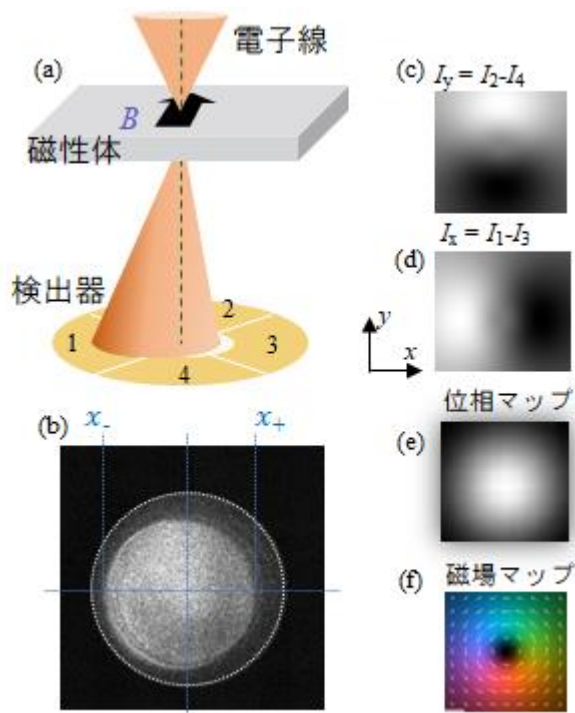 電子線
(a)
B
磁性体
検出器
1
2
3
4
(b)
x-
x+
(c)
Iy = I2-I4
Ix = I1-I3
(d)
y
x
位相マップ
(e)
磁場マップ
(f)